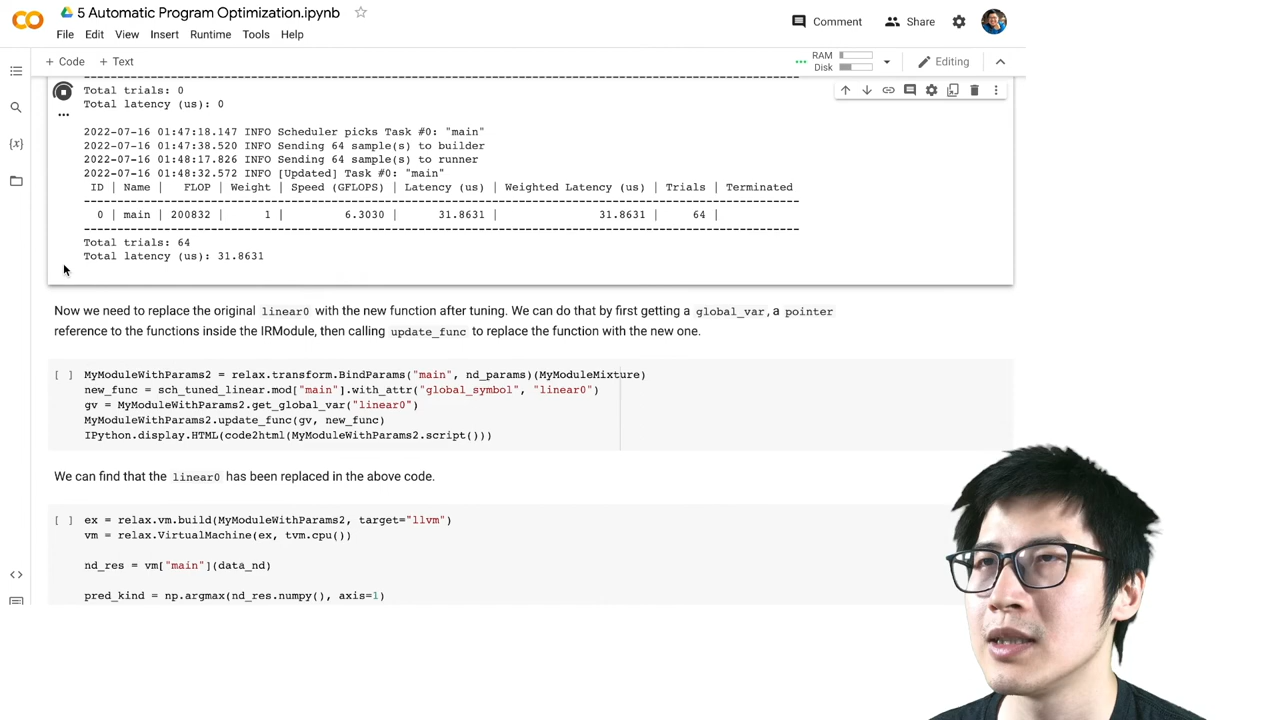 5 Automatic Program Optimization.ipynb
Comment
Share
File Edit View Insert Runtime Tools Help
+ Code + Text
RAM
Disk
Editing
Total trials: 0
Total latency (us): 0
2022-07-16 01:47:18.147 INFO Scheduler picks Task #0: "main"
2022-07-16 01:47:38.520 INFO Sending 64 sample(s) to builder
2022-07-16 01:48:17.826 INFO Sending 64 sample(s) to runner
2022-07-16 01:48:32.572 INFO [Updated] Task #0: "main"
ID | Name | FLOP | Weight | Speed (GFLOPS) | Latency (us) | Weighted Latency (us) | Trials | Terminated
0 | main | 200832 | 1 | 6.3030 | 31.8631 | 31.8631 | 64 |
Total trials: 64
Total latency (us): 31.8631
Now we need to replace the original linear0 with the new function after tuning. We can do that by first getting a global_var, a pointer
reference to the functions inside the IRModule, then calling update_func to replace the function with the new one.
[ ] MyModuleWithParams2 = relax.transform.BindParams("main", nd_params)(MyModuleMixture)
new_func = sch_tuned_linear.mod["main"].with_attr("global_symbol", "linear0")
gv = MyModuleWithParams2.get_global_var("linear0")
MyModuleWithParams2.update_func(gv, new_func)
IPython.display.HTML(code2html(MyModuleWithParams2.script()))
We can find that the linear0 has been replaced in the above code.
[ ] ex = relax.vm.build(MyModuleWithParams2, target="llvm")
vm = relax.VirtualMachine(ex, tvm.cpu())
nd_res = vm["main"](data_nd)
pred_kind = np.argmax(nd_res.numpy(), axis=1)